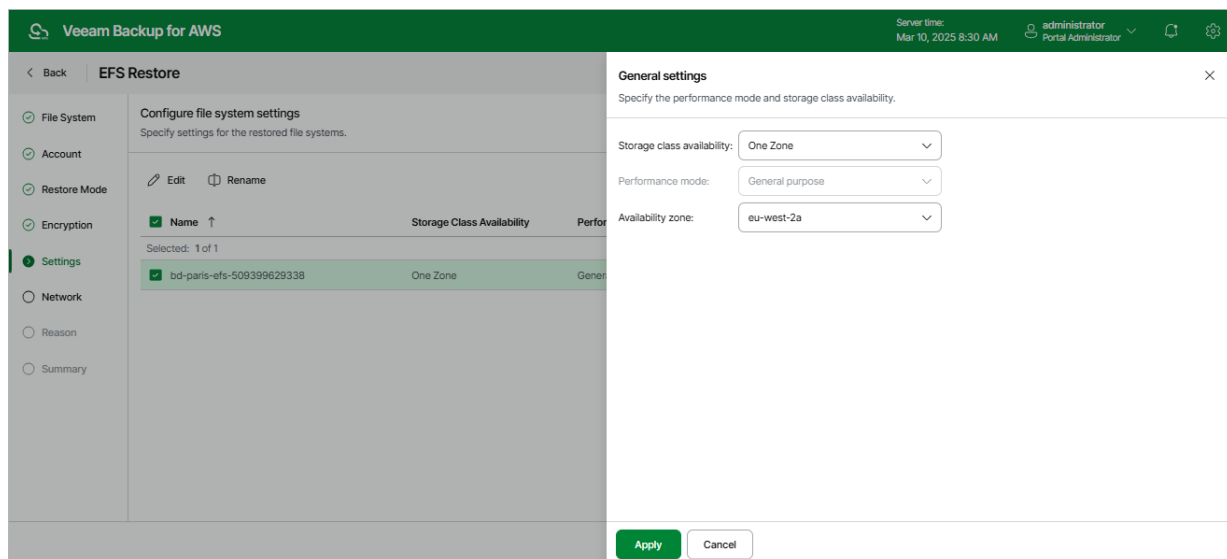 Veeam Backup for AWS
Server time:
Mar 10, 2025 8:30 AM
administrator
Portal Administrator
Back
EFS Restore
File System
Account
Restore Mode
Encryption
Settings
Network
Reason
Summary
Configure file system settings
Specify settings for the restored file systems.
Edit Rename
Name ↑ Storage Class Availability Perfor
Selected: 1 of 1
bd-paris-efs-509399629338 One Zone Gener
General settings
Specify the performance mode and storage class availability.
Storage class availability: One Zone
Performance mode: General purpose
Availability zone: eu-west-2a
Apply Cancel